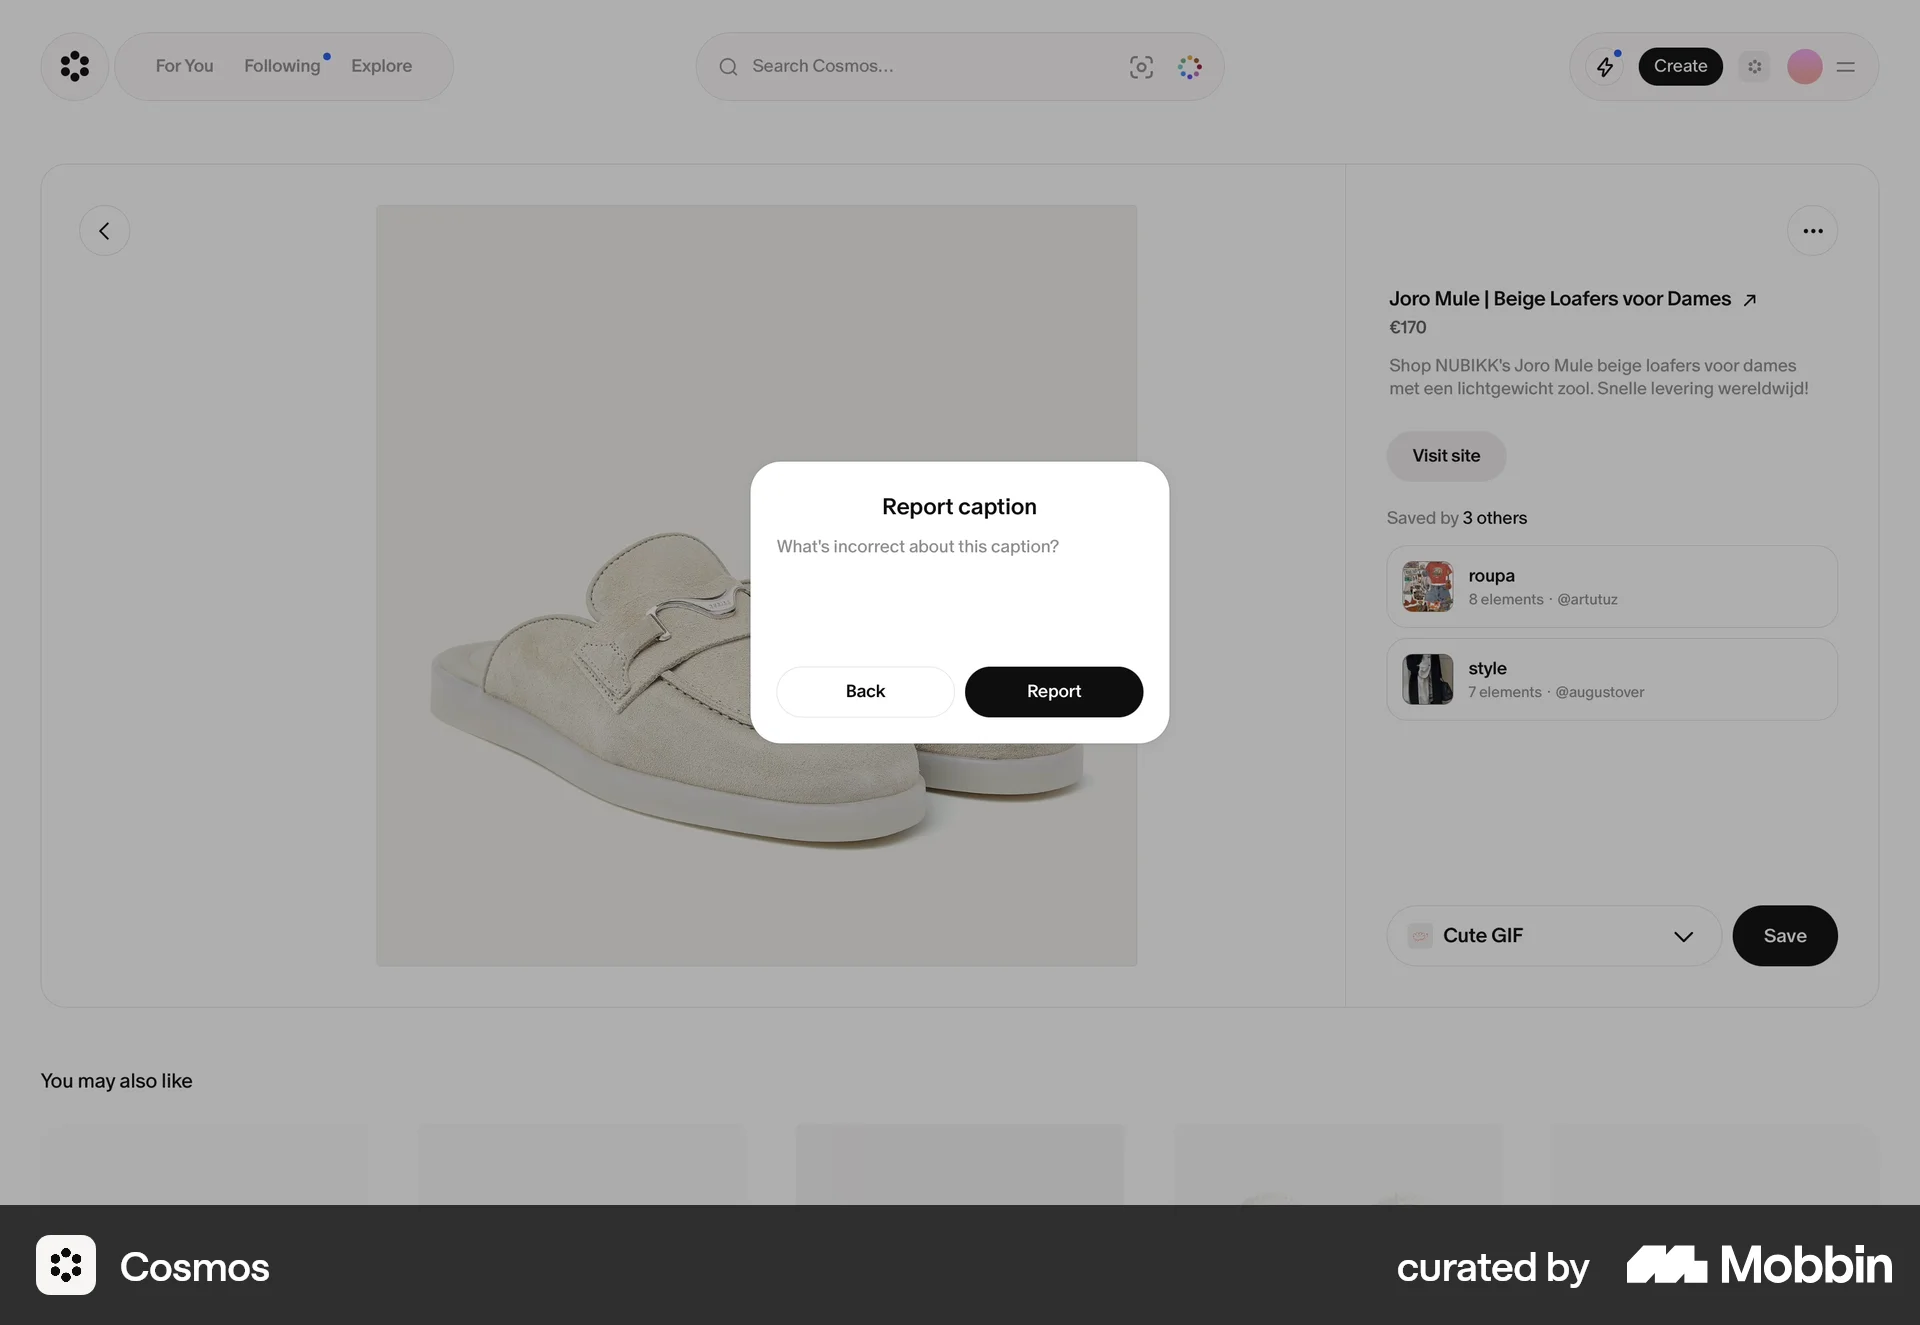 For You
Following
Explore
Search Cosmos...
Create
Joro Mule | Beige Loafers voor Dames
€170
Shop NUBIKK's Joro Mule beige loafers voor dames
met een lichtgewicht zool. Snelle levering wereldwijd!
Visit site
Saved by 3 others
roupa
8 elements · @artutuz
style
7 elements · @augustover
Report caption
What's incorrect about this caption?
Back
Report
Cute GIF
Save
You may also like
Cosmos
curated by
Mobbin